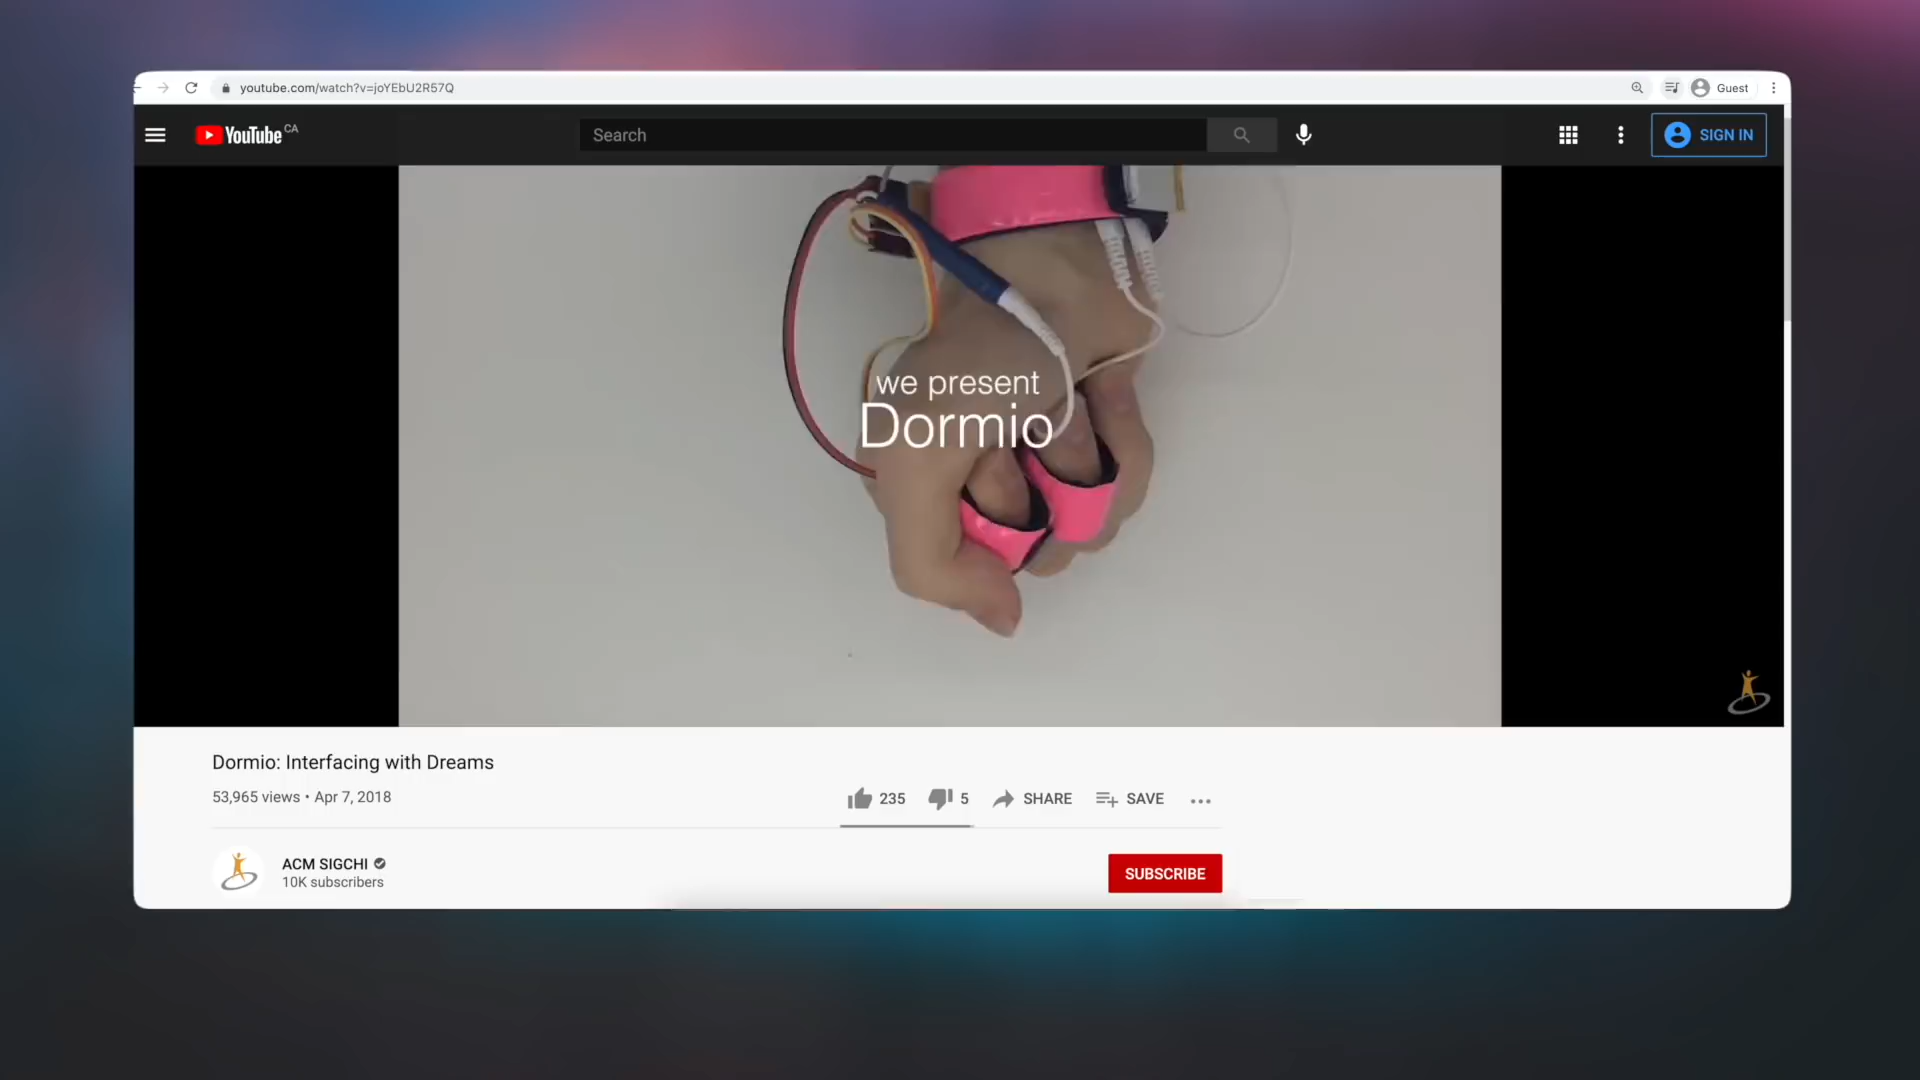 youtube.com/watch?v=joYEbU2R57Q
Guest
YouTube CA
Search
SIGN IN
we present
Dormio
Dormio: Interfacing with Dreams
53,965 views • Apr 7, 2018
235
5
SHARE
SAVE
ACM SIGCHI
10K subscribers
SUBSCRIBE